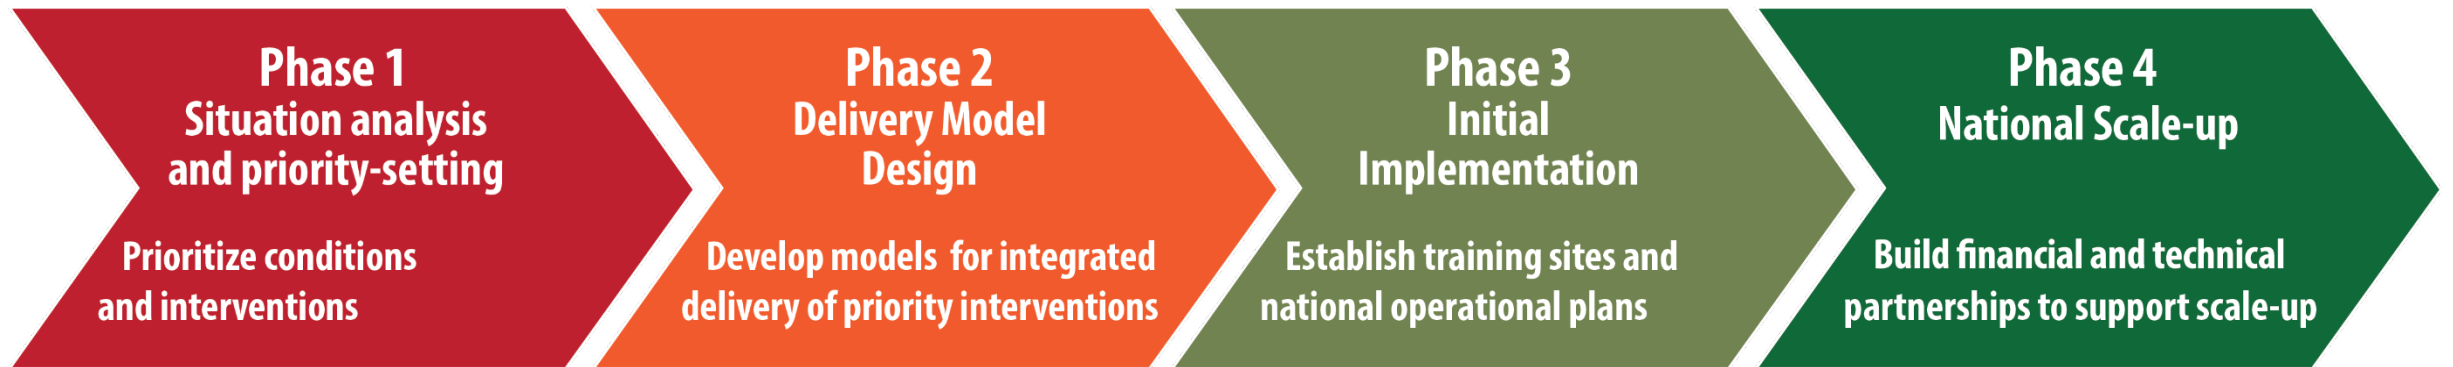 Phase 1
Situation analysis
and priority-setting
Prioritize conditions
and interventions
Phase 2
Delivery Model
Design
Develop models for integrated
delivery of priority interventions
Phase 3
Initial
Implementation
Establish training sites and
national operational plans
Phase 4
National Scale-up
Build financial and technical
partnerships to support scale-up